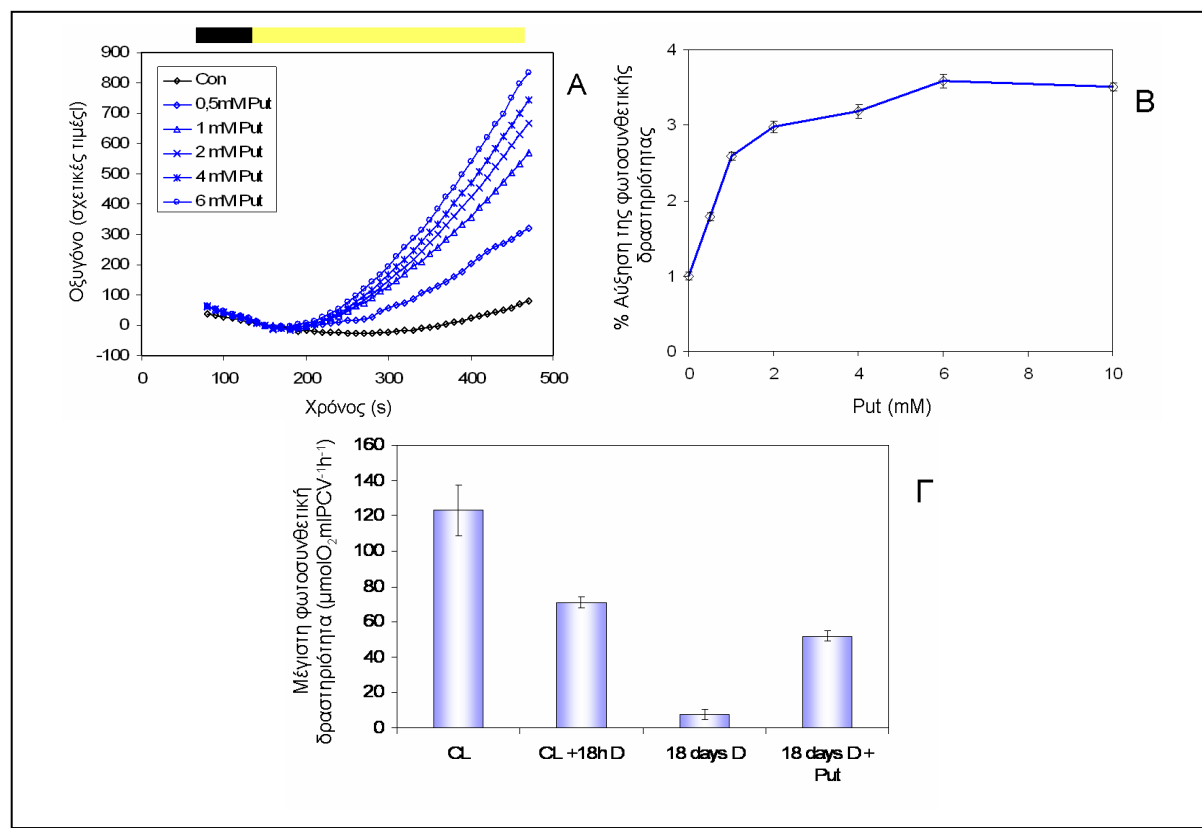 900
800
700
600
500
400
300
200
100
0
-100
Οξυγόνο (σχετικές τιμές)
Con
0,5mM Put
1 mM Put
2 mM Put
4 mM Put
6 mM Put
A
0
100
200
300
400
500
Χρόνος (s)
4
3
2
1
0
% Αύξηση της φωτοσυνθετικής
δραστηριότητας
B
0
2
4
6
8
10
Put (mM)
160
140
120
100
80
60
40
20
0
Μέγιστη φωτοσυνθετική
δραστηριότητα (μmolO₂mlPCV⁻¹h⁻¹)
Γ
CL
CL +18h D
18 days D
18 days D +
Put